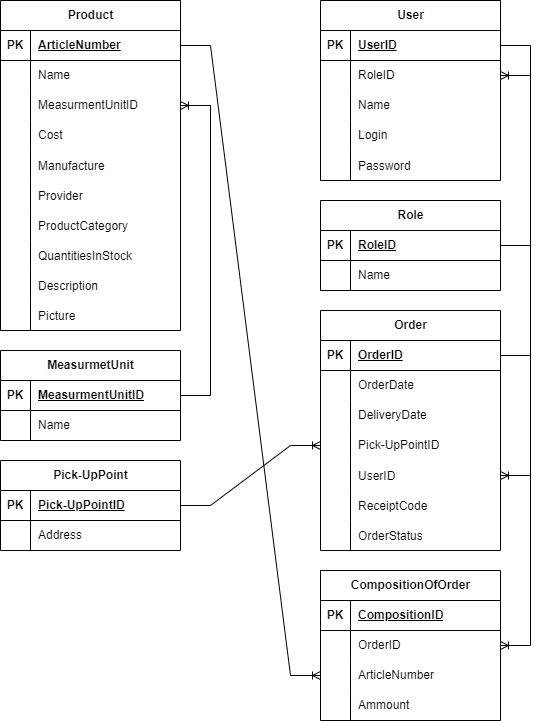 Product
PK ArticleNumber
Name
MeasurmentUnitID
Cost
Manufacture
Provider
ProductCategory
QuantitiesInStock
Description
Picture
MeasurmetUnit
PK MeasurmentUnitID
Name
Pick-UpPoint
PK Pick-UpPointID
Address
User
PK UserID
RoleID
Name
Login
Password
Role
PK RoleID
Name
Order
PK OrderID
OrderDate
DeliveryDate
Pick-UpPointID
UserID
ReceiptCode
OrderStatus
CompositionOfOrder
PK CompositionID
OrderID
ArticleNumber
Ammount